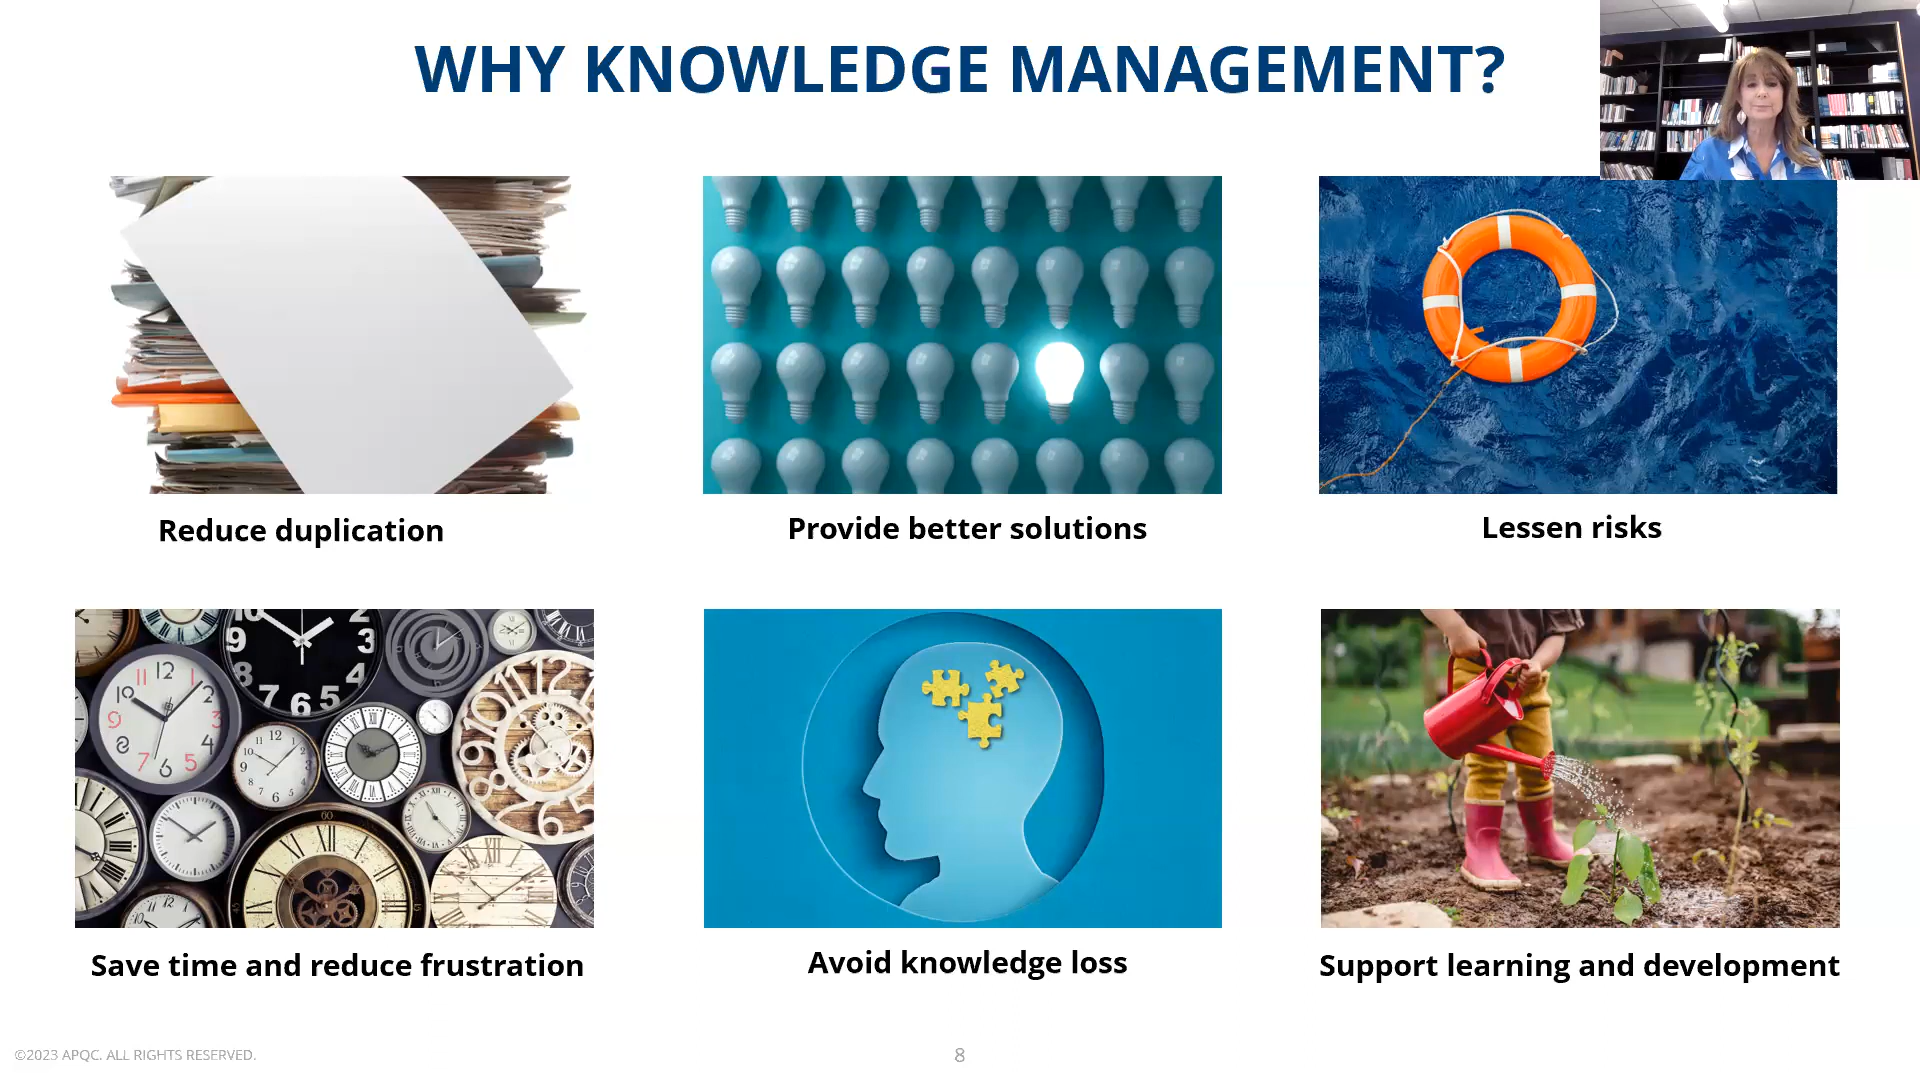 WHY KNOWLEDGE MANAGEMENT?
Reduce duplication
Provide better solutions
Lessen risks
Save time and reduce frustration
Avoid knowledge loss
Support learning and development
©2023 APQC. ALL RIGHTS RESERVED.
8